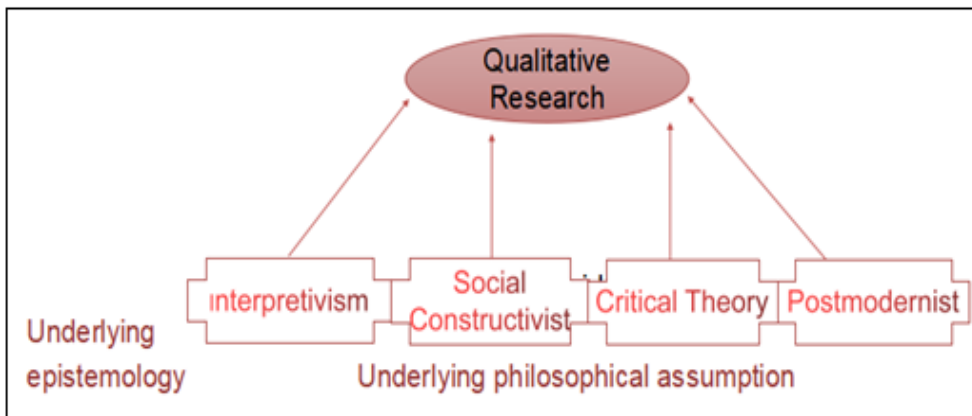 Qualitative
Research
Interpretivism
Social
Constructivist
Critical Theory
Postmodernist
Underlying
epistemology
Underlying philosophical assumption